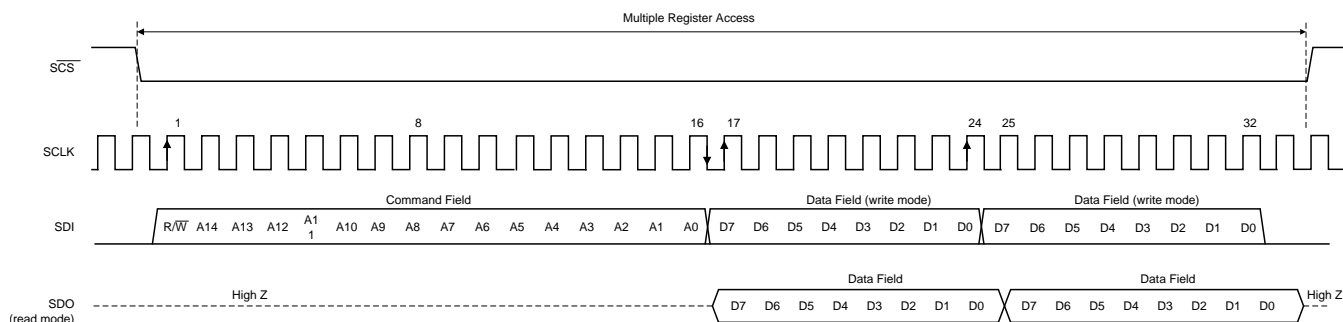 Multiple Register Access
SCS
1 8 16 17 24 25 32
SCLK
Command Field Data Field (write mode) Data Field (write mode)
SDI R/W A14 A13 A12 A1 A10 A9 A8 A7 A6 A5 A4 A3 A2 A1 A0 D7 D6 D5 D4 D3 D2 D1 D0 D7 D6 D5 D4 D3 D2 D1 D0
1
Data Field Data Field
High Z High Z
SDO D7 D6 D5 D4 D3 D2 D1 D0 D7 D6 D5 D4 D3 D2 D1 D0
(read mode)